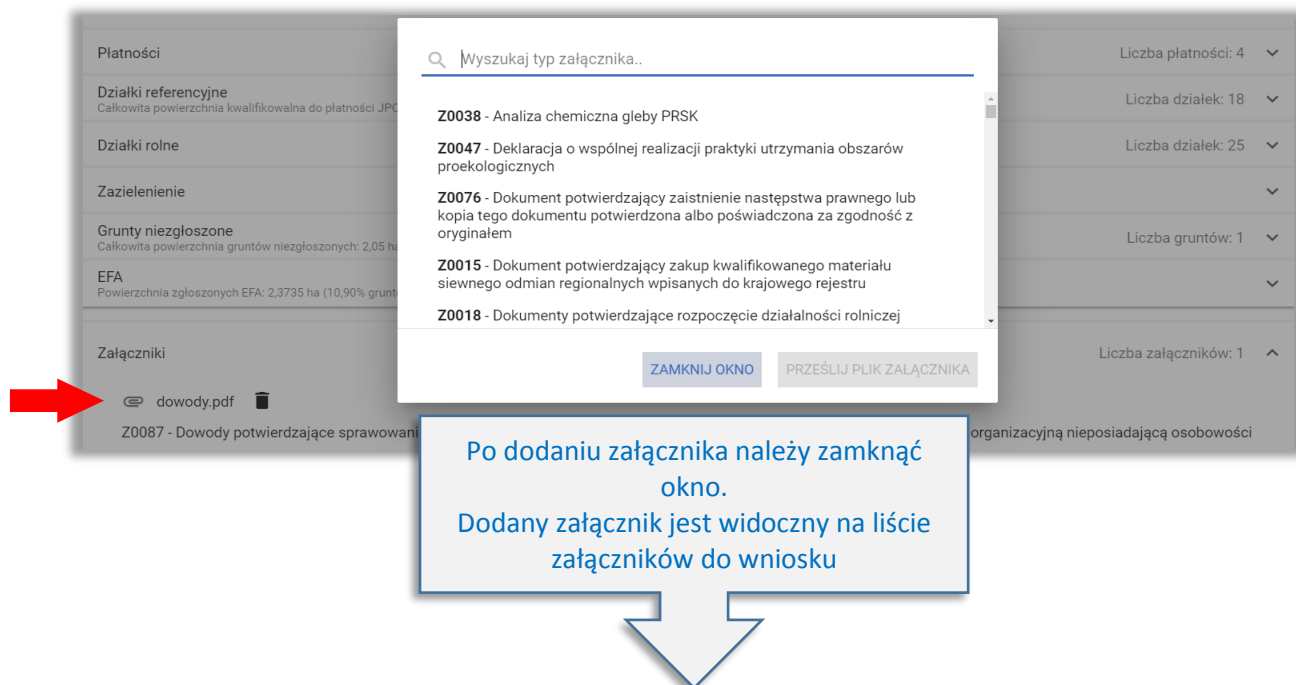 Płatności
Liczba płatności: 4
Działki referencyjne
Całkowita powierzchnia kwalifikowalna do płatności
Liczba działek: 18
Działki rolne
Liczba działek: 25
Zazielenienie
Grunty niezgłoszone
Całkowita powierzchnia gruntów niezgłoszonych: 2,05
Liczba gruntów: 1
EFA
Powierzchnia zgłoszonych EFA: 2,3735 ha (10,90%
Wyszukaj typ załącznika..
Z0038 - Analiza chemiczna gleby PRSK
Z0047 - Deklaracja o wspólnej realizacji praktyki utrzymania obszarów
proekologicznych
Z0076 - Dokument potwierdzający zaistnienie następstwa prawnego lub
kopia tego dokumentu potwierdzona albo poświadczona za zgodność z
oryginałem
Z0015 - Dokument potwierdzający zakup kwalifikowanego materiału
siewnego odmian regionalnych wpisanych do krajowego rejestru
Z0018 - Dokumenty potwierdzające rozpoczęcie działalności rolniczej
ZAMKNIJ OKNO
PRZEŚLIJ PLIK ZAŁĄCZNIKA
Załączniki
Liczba załączników: 1
dowody.pdf
Z0087 - Dowody potwierdzające
organizacyjną nieposiadającą osobowości
Po dodaniu załącznika należy zamknąć
okno.
Dodany załącznik jest widoczny na liście
załączników do wniosku